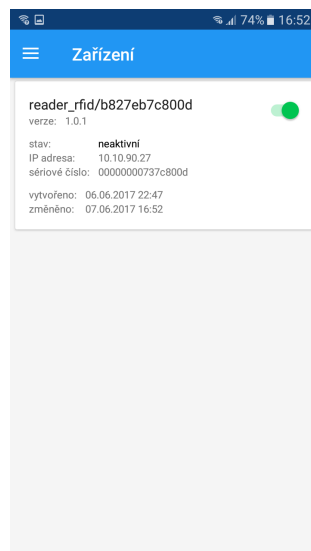 74% 16:52
Zařízení
reader_rfid/b827eb7c800d
verze: 1.0.1
stav: neaktivní
IP adresa: 10.10.90.27
sériové číslo: 00000000737c800d
vytvořeno: 06.06.2017 22:47
změněno: 07.06.2017 16:52